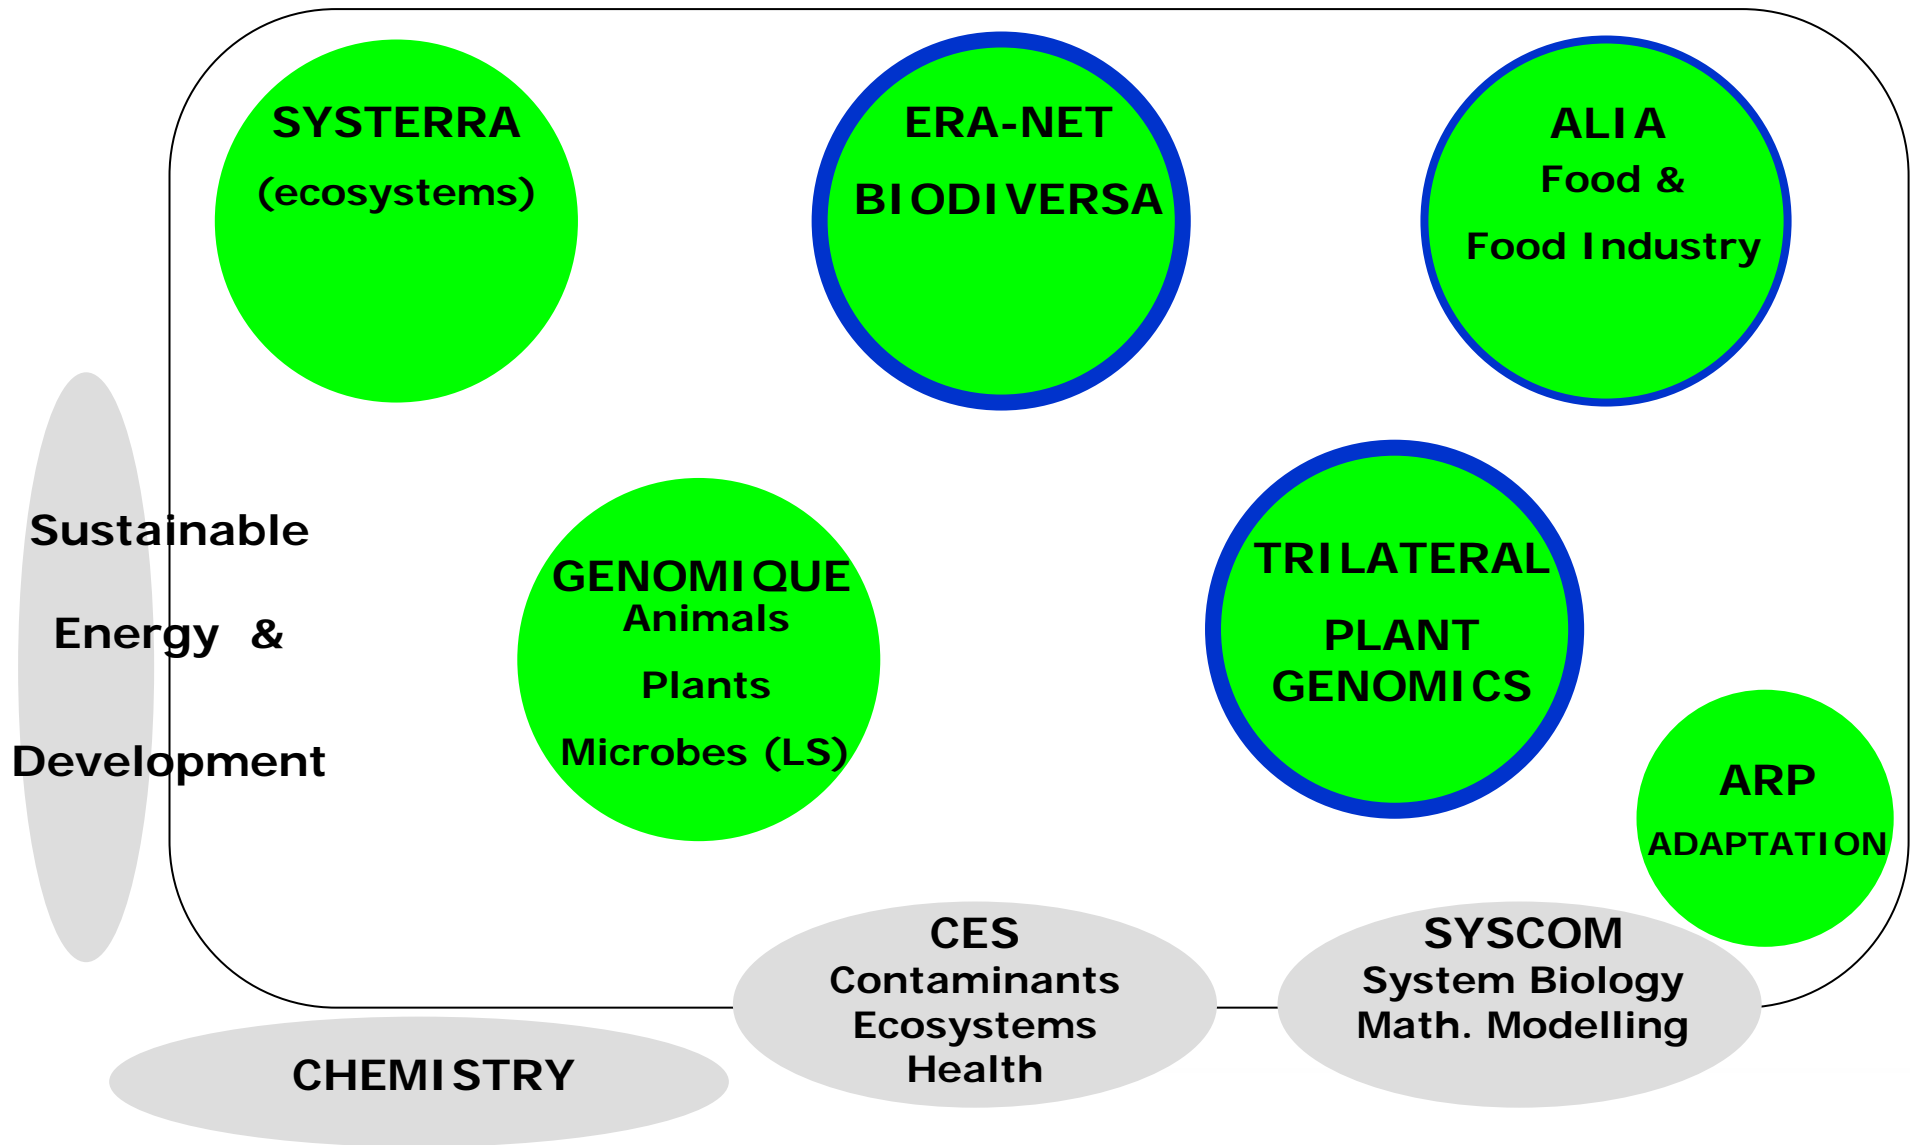 SYSTERRA
(ecosystems)
ERA-NET
BIODIVERSA
ALIA
Food &
Food Industry
Sustainable
Energy &
Development
GENOMIQUE
Animals
Plants
Microbes (LS)
TRILATERAL
PLANT
GENOMICS
ARP
ADAPTATION
CHEMISTRY
CES
Contaminants
Ecosystems
Health
SYSCOM
System Biology
Math. Modelling